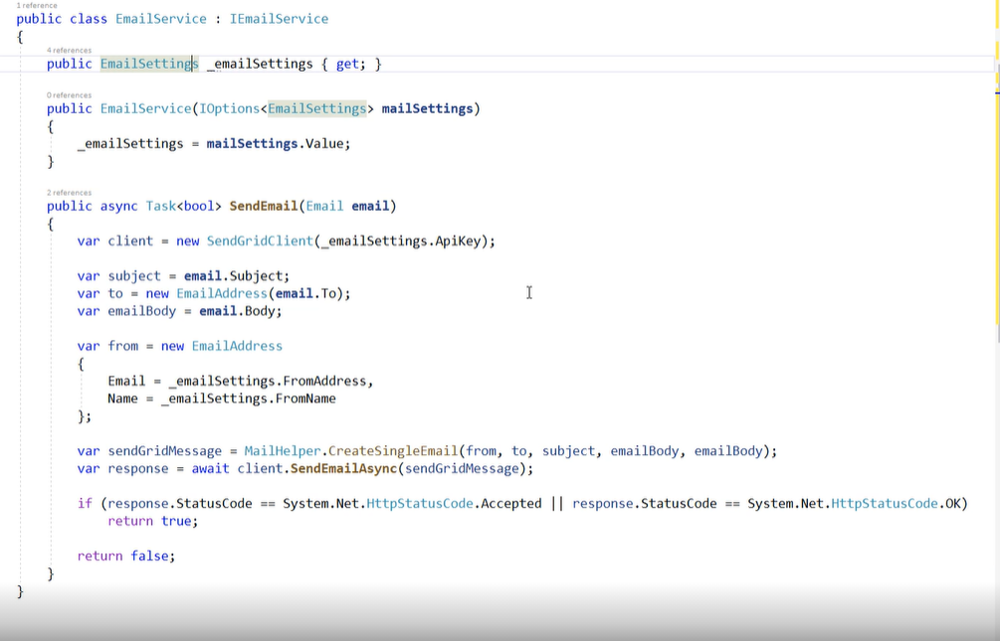 1 reference
public class EmailService : IEmailService
{
4 references
public EmailSettings _emailSettings { get; }
0 references
public EmailService(IOptions<EmailSettings> mailSettings)
{
_emailSettings = mailSettings.Value;
}
2 references
public async Task<bool> SendEmail(Email email)
{
var client = new SendGridClient(_emailSettings.ApiKey);
var subject = email.Subject;
var to = new EmailAddress(email.To);
var emailBody = email.Body;
var from = new EmailAddress
{
Email = _emailSettings.FromAddress,
Name = _emailSettings.FromName
};
var sendGridMessage = MailHelper.CreateSingleEmail(from, to, subject, emailBody, emailBody);
var response = await client.SendEmailAsync(sendGridMessage);
if (response.StatusCode == System.Net.HttpStatusCode.Accepted || response.StatusCode == System.Net.HttpStatusCode.OK)
return true;
return false;
}
}